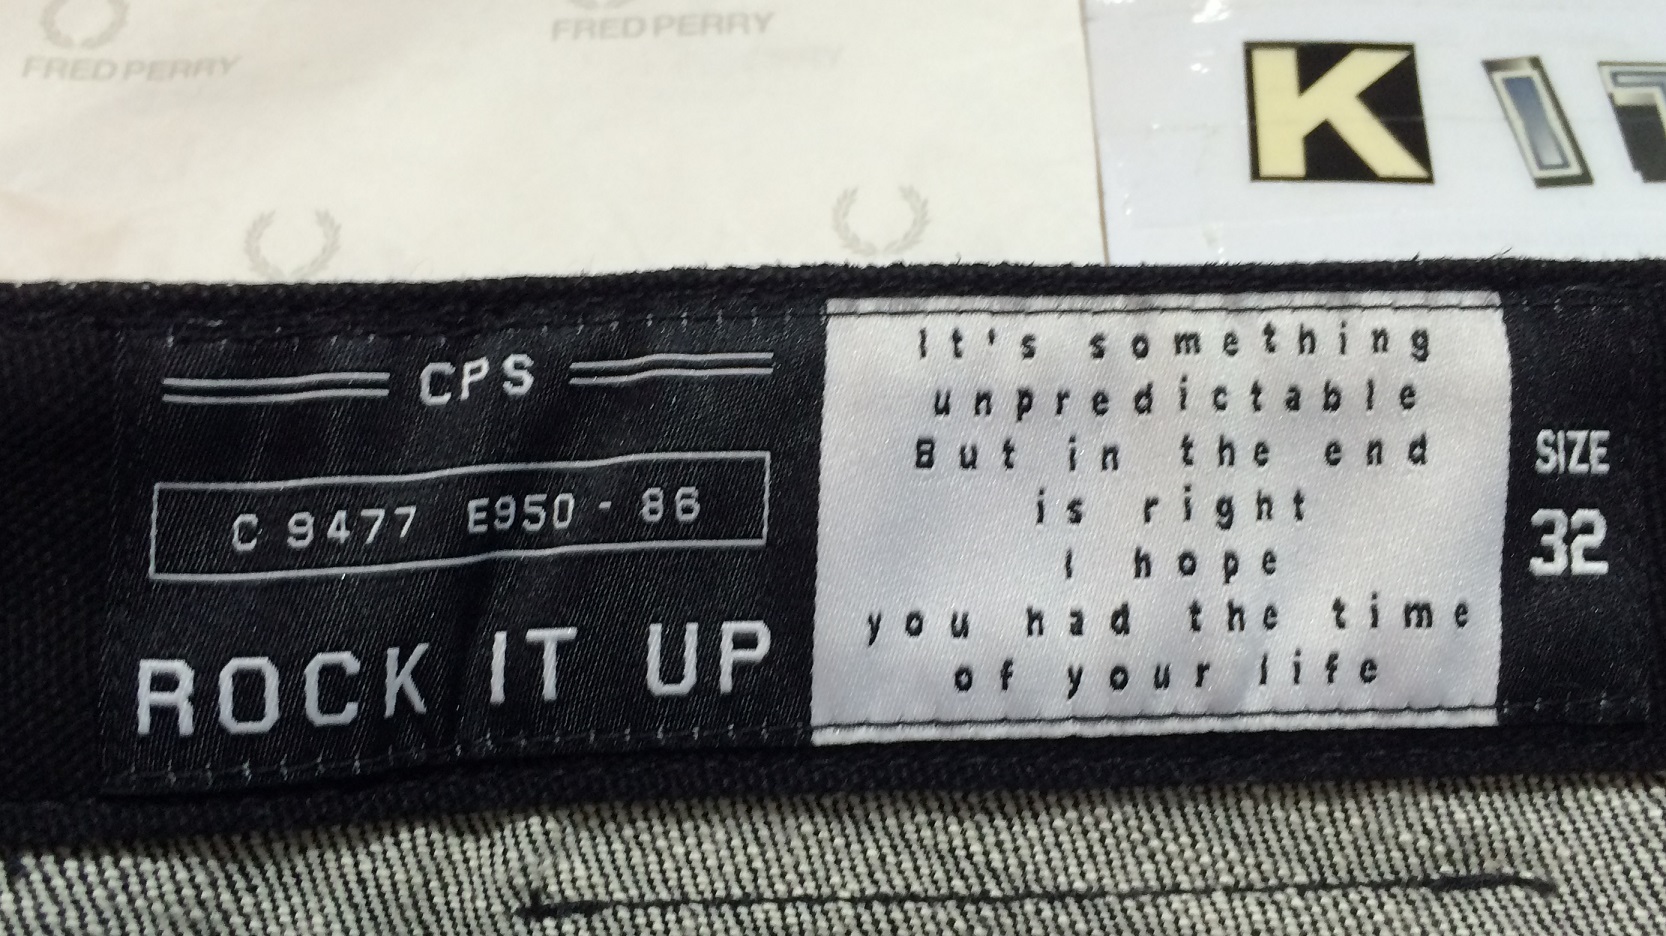 FRED PERRY
FRED PERRY
KIT
CPS
C 9477 E950 - 86
ROCK IT UP
It's something
unpredictable
But in the end
is right
I hope
you had the time
of your life
SIZE
32